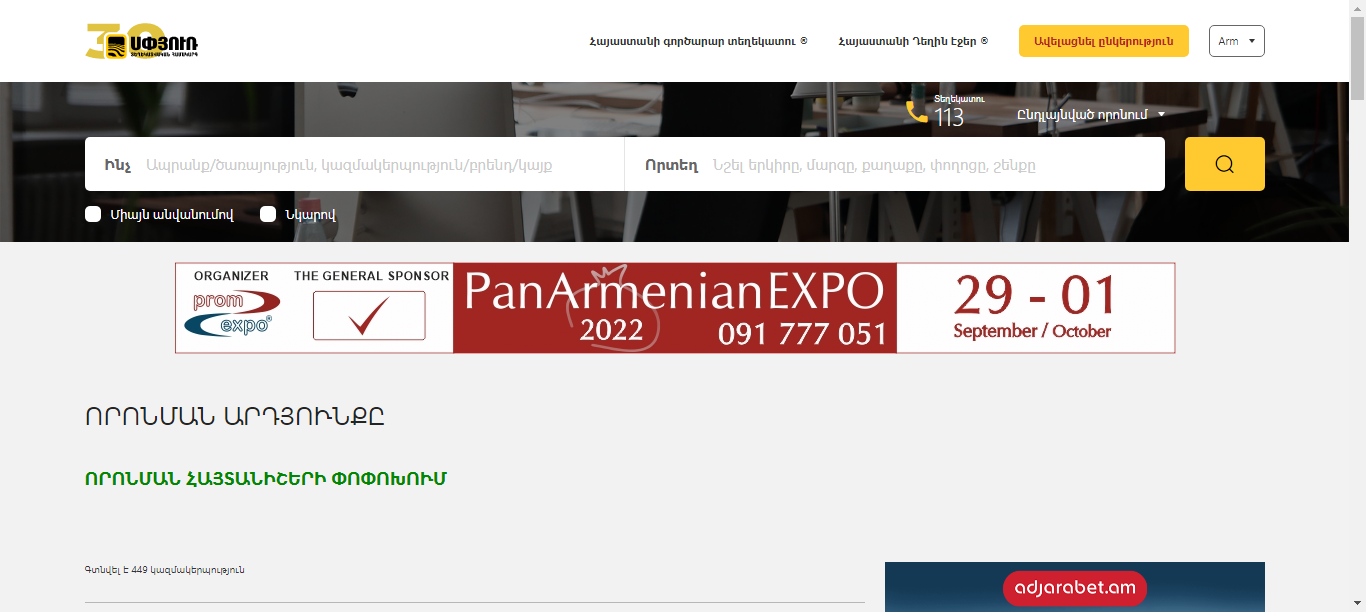 30
ՍՓՅՈՒՌ
ՏԵՂԵԿԱՏՎԱԿԱՆ ՀԱՄԱԿԱՐԳ
Հայաստանի գործարար տեղեկատու ®
Հայաստանի Դեղին էջեր ®
Ավելացնել ընկերություն
Arm
Տեղեկատու
113
Ընդլայնված որոնում
Ինչ Ապրանք/ծառայություն, կազմակերպություն/բրենդ/կայք
Որտեղ Նշել երկիրը, մարզը, քաղաքը, փողոցը, շենքը
Միայն անվանումով
Նկարով
ORGANIZER
prom
expo®
THE GENERAL SPONSOR
PanArmenianEXPO
2022 091 777 051
29 - 01
September / October
ՈՐՈՆՄԱՆ ԱՐԴՅՈՒՆՔԸ
ՈՐՈՆՄԱՆ ՀԱՅՏԱՆԻՇԵՐԻ ՓՈՓՈԽՈՒՄ
Գտնվել է 449 կազմակերպություն
adjarabet.am